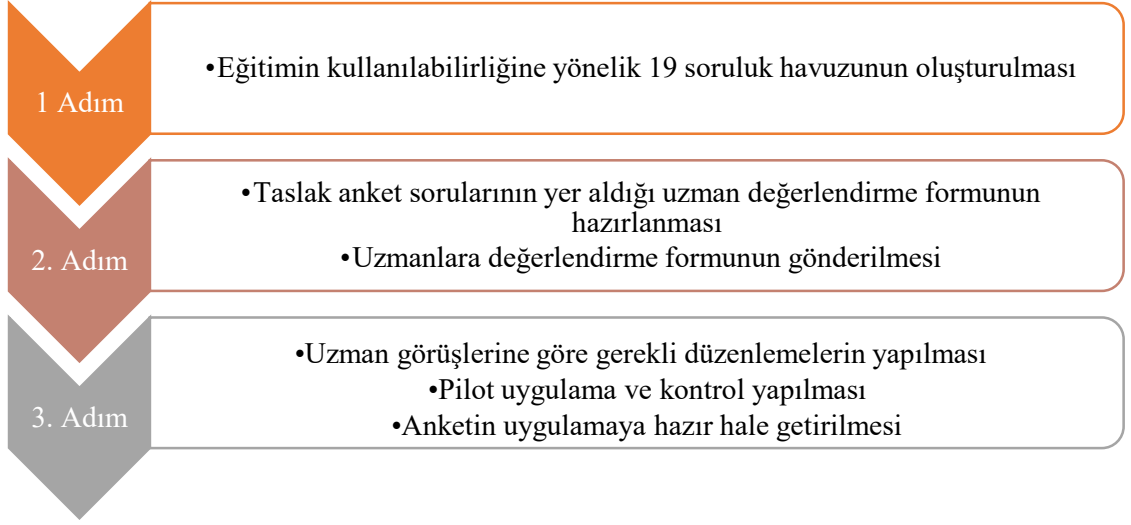 1 Adım
•Eğitimin kullanılabilirliğine yönelik 19 soruluk havuzunun oluşturulması
2. Adım
•Taslak anket sorularının yer aldığı uzman değerlendirme formunun
hazırlanması
•Uzmanlara değerlendirme formunun gönderilmesi
3. Adım
•Uzman görüşlerine göre gerekli düzenlemelerin yapılması
•Pilot uygulama ve kontrol yapılması
•Anketin uygulamaya hazır hale getirilmesi